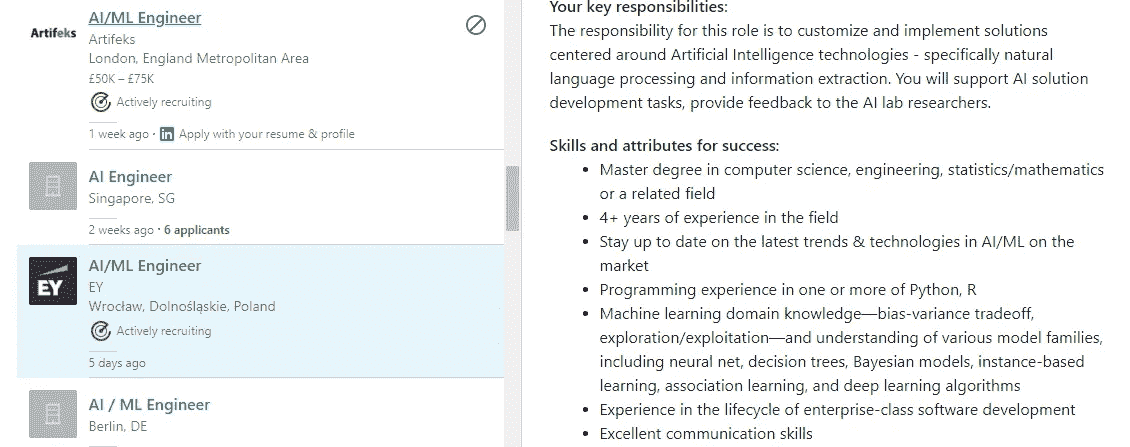 Artifeks
AI/ML Engineer
Artifeks
London, England Metropolitan Area
£50K – £75K
Actively recruiting
1 week ago · in Apply with your resume & profile
AI Engineer
Singapore, SG
2 weeks ago · 6 applicants
EY
AI/ML Engineer
EY
Wrocław, Dolnośląskie, Poland
Actively recruiting
5 days ago
AI / ML Engineer
Berlin, DE
Your key responsibilities:
The responsibility for this role is to customize and implement solutions
centered around Artificial Intelligence technologies - specifically natural
language processing and information extraction. You will support AI solution
development tasks, provide feedback to the AI lab researchers.
Skills and attributes for success:
• Master degree in computer science, engineering, statistics/mathematics
or a related field
• 4+ years of experience in the field
• Stay up to date on the latest trends & technologies in AI/ML on the
market
• Programming experience in one or more of Python, R
• Machine learning domain knowledge—bias-variance tradeoff,
exploration/exploitation—and understanding of various model families,
including neural net, decision trees, Bayesian models, instance-based
learning, association learning, and deep learning algorithms
• Experience in the lifecycle of enterprise-class software development
• Excellent communication skills